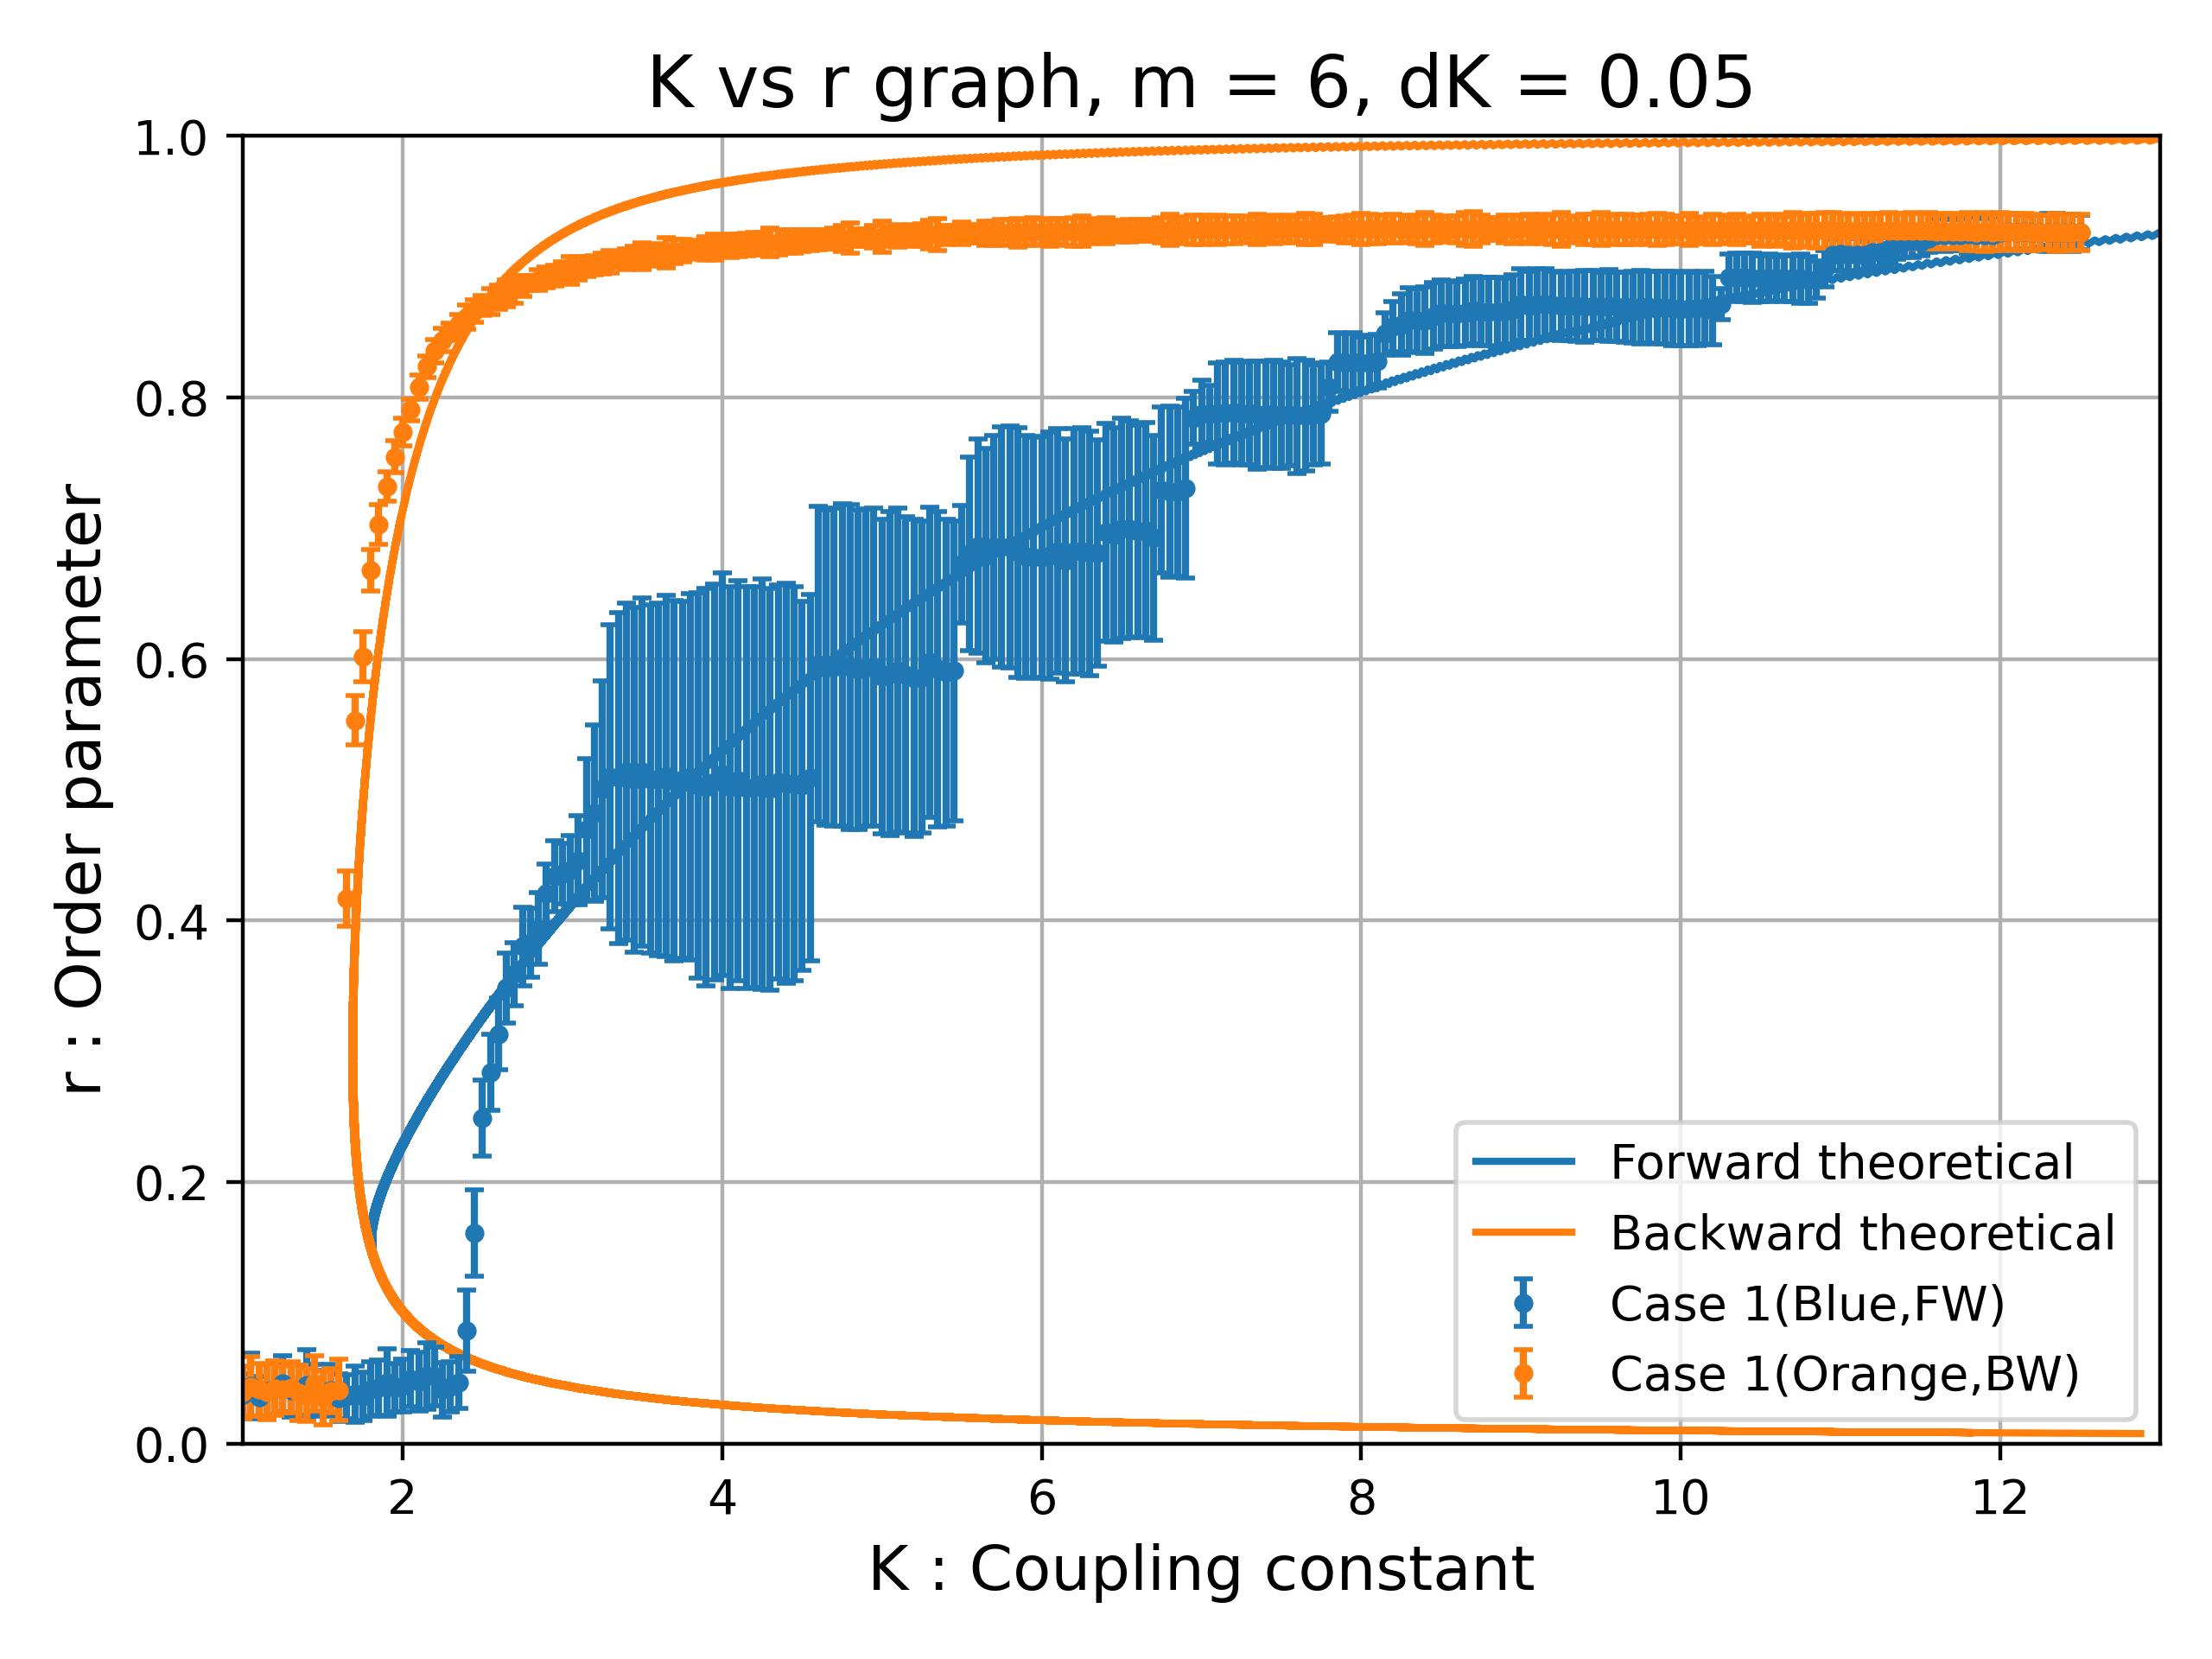 K vs r graph, m = 6, dK = 0.05
1.0
0.8
0.6
0.4
0.2
0.0
r : Order parameter
Forward theoretical
Backward theoretical
Case 1(Blue,FW)
Case 1(Orange,BW)
2 4 6 8 10 12
K : Coupling constant